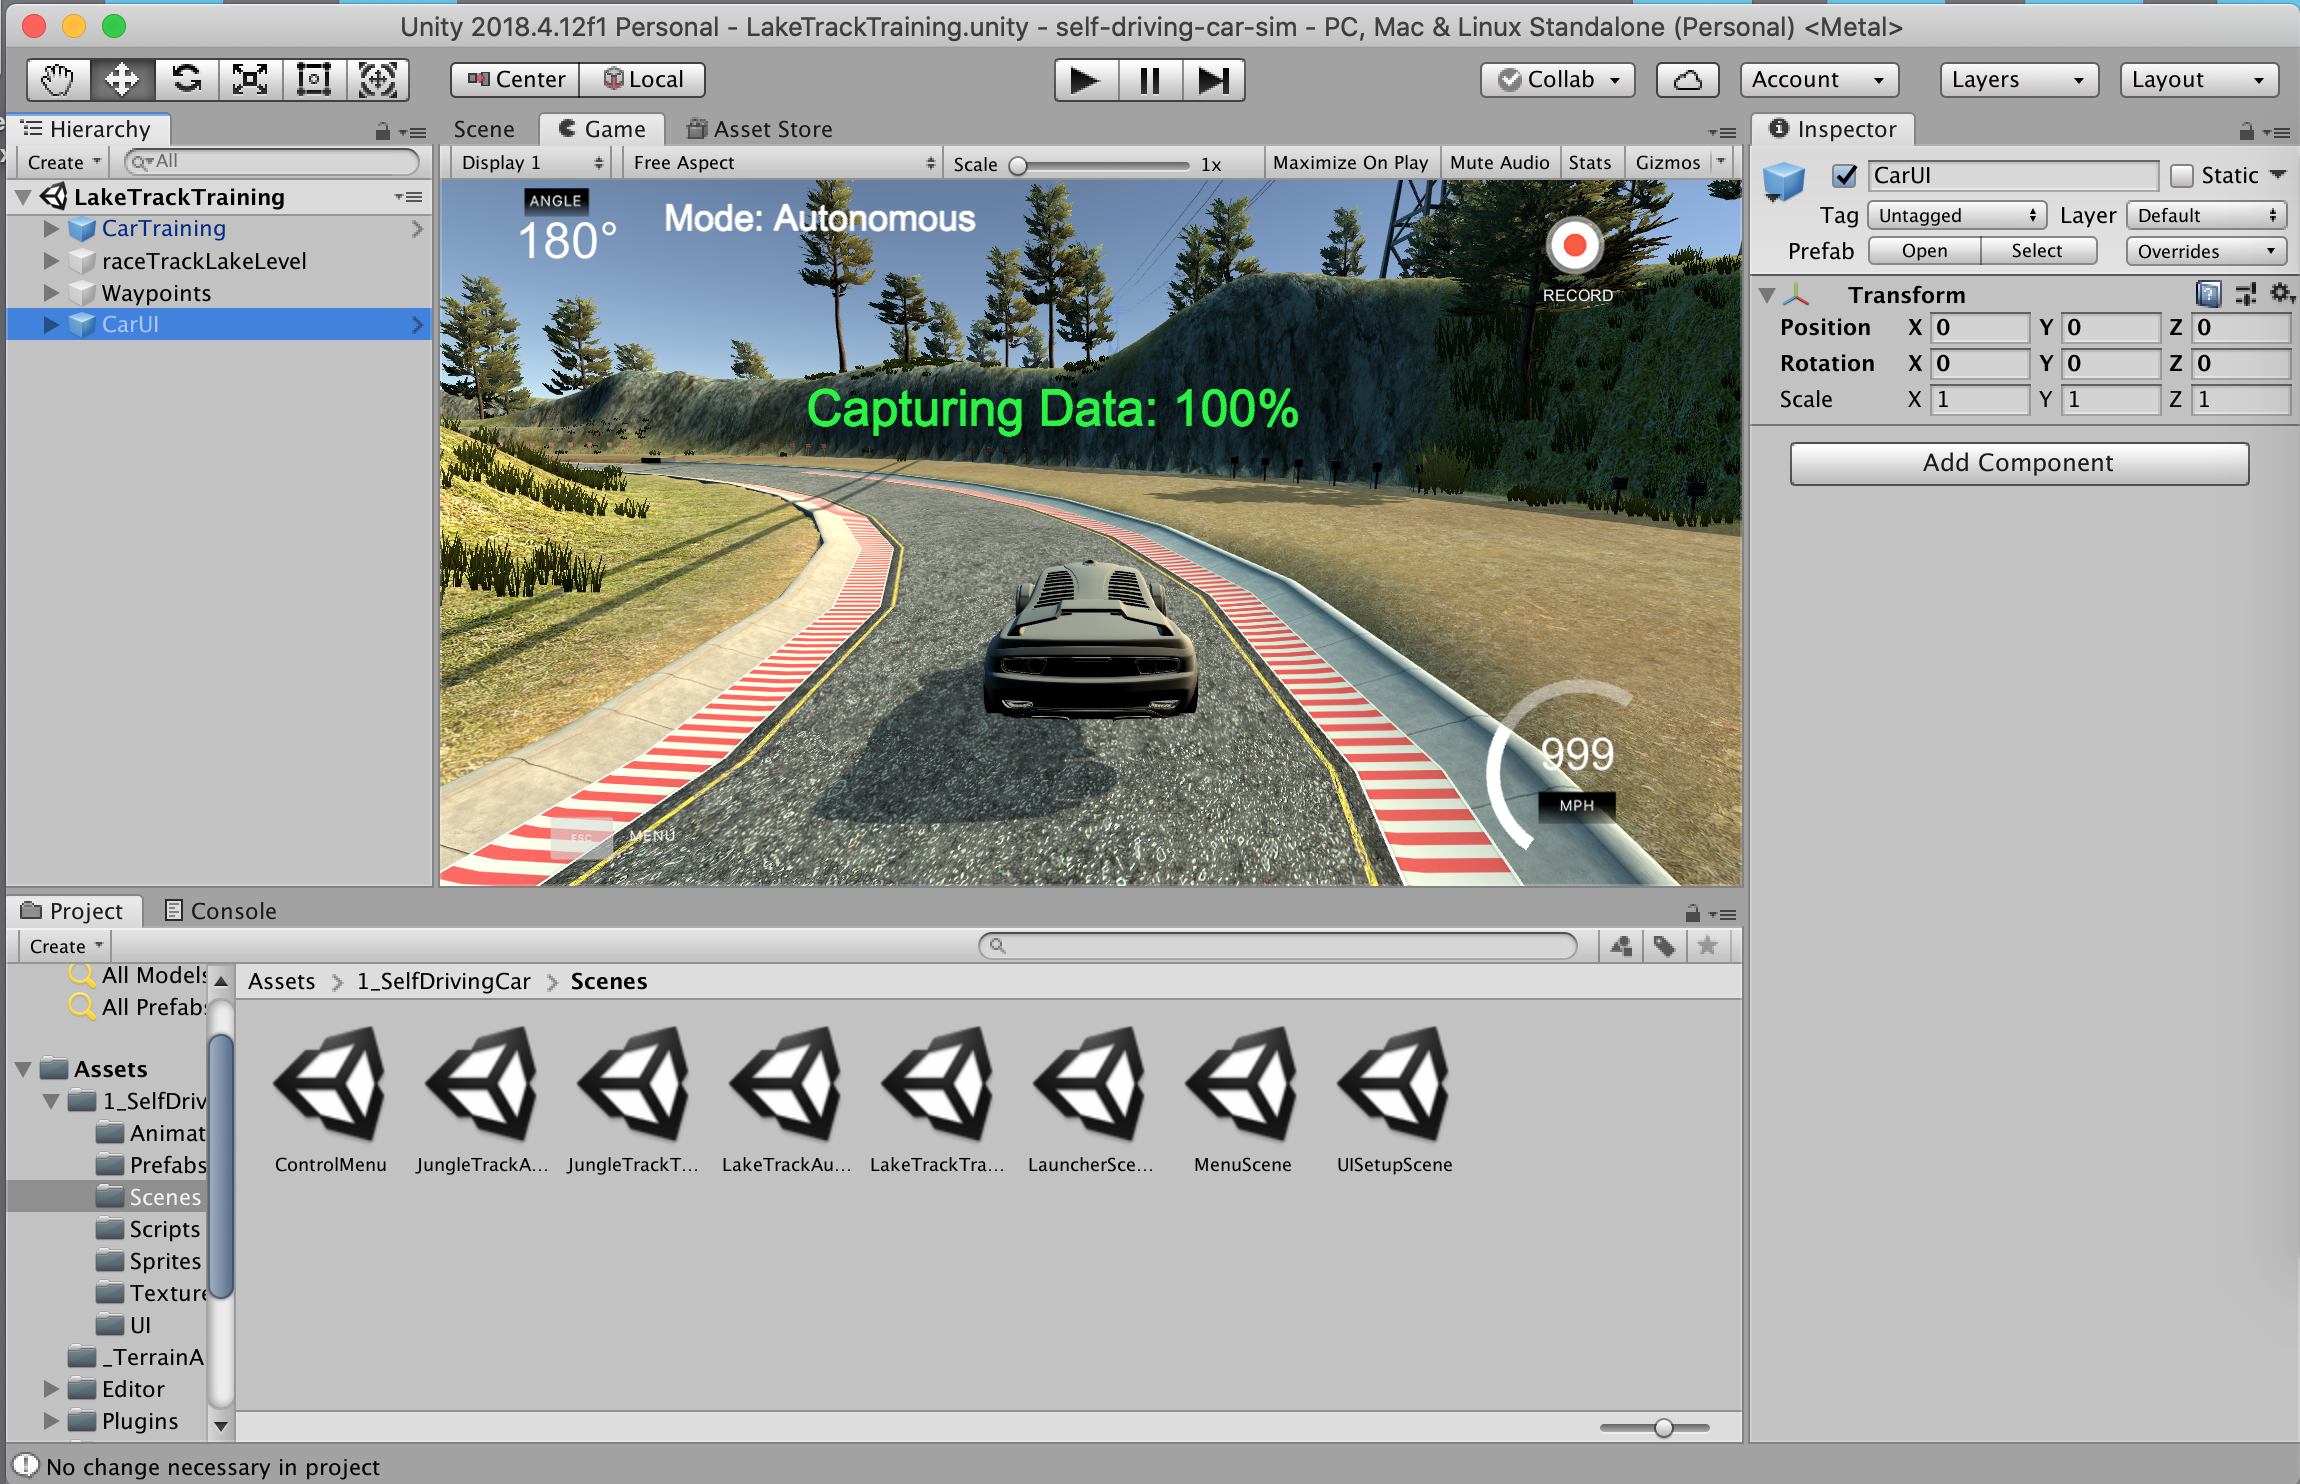 Unity 2018.4.12f1 Personal - LakeTrackTraining.unity - self-driving-car-sim - PC, Mac & Linux Standalone (Personal) <Metal>
Center Local Collab Account Layers Layout
Hierarchy
Create All
LakeTrackTraining
CarTraining
raceTrackLakeLevel
Waypoints
CarUI
Scene Game Asset Store
Display 1 Free Aspect Scale 1x Maximize On Play Mute Audio Stats Gizmos
ANGLE
180°
Mode: Autonomous
RECORD
Capturing Data: 100%
999
MPH
ESC MENU
Inspector
CarUI Static
Tag Untagged Layer Default
Prefab Open Select Overrides
Transform
Position X 0 Y 0 Z 0
Rotation X 0 Y 0 Z 0
Scale X 1 Y 1 Z 1
Add Component
Project Console
Create
All Models
All Prefabs
Assets
1_SelfDriv
Animat
Prefabs
Scenes
Scripts
Sprites
Texture
UI
_TerrainA
Editor
Plugins
Assets 1_SelfDrivingCar Scenes
ControlMenu JungleTrackA... JungleTrackT... LakeTrackAu... LakeTrackTra... LauncherSce... MenuScene UISetupScene
No change necessary in project